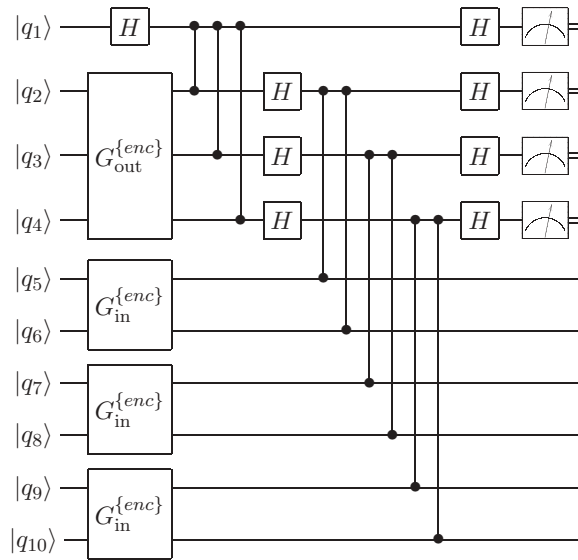 |q₁⟩ H H
|q₂⟩ H H
|q₃⟩ G_out^{enc} H H
|q₄⟩ H H
|q₅⟩
G_in^{enc}
|q₆⟩
|q₇⟩
G_in^{enc}
|q₈⟩
|q₉⟩
G_in^{enc}
|q₁₀⟩